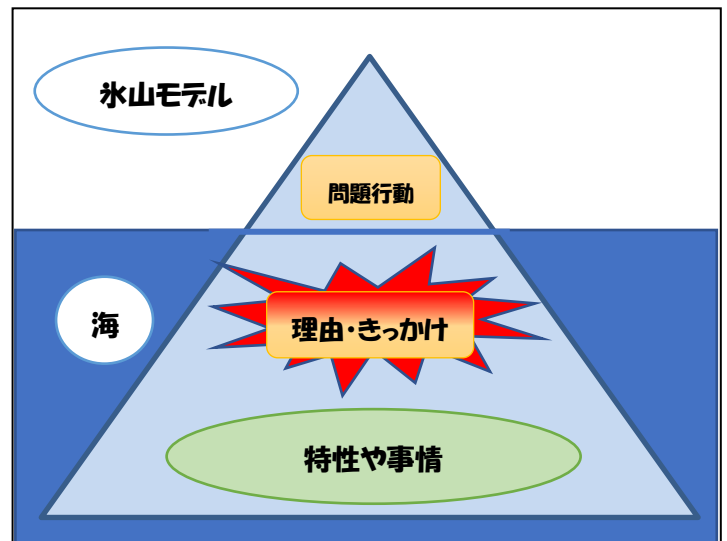 氷山モデル
問題行動
海
理由・きっかけ
特性や事情